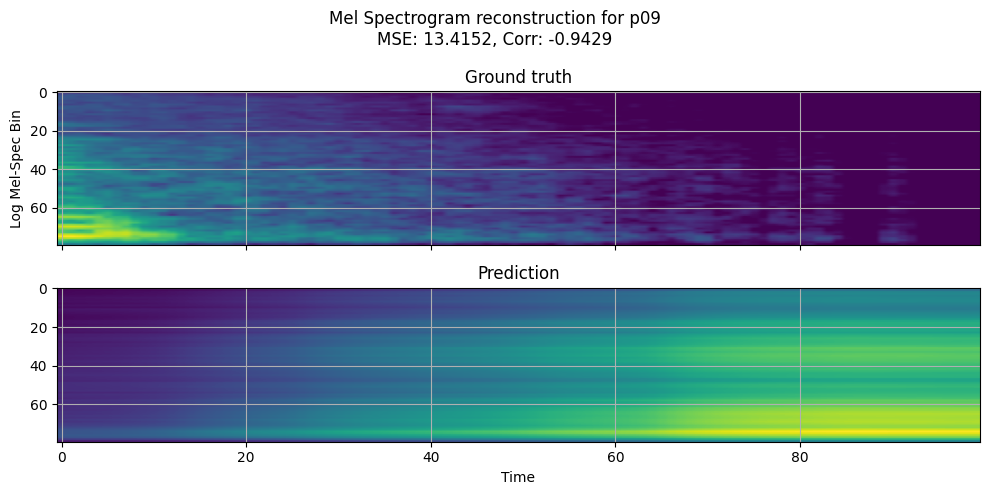 Mel Spectrogram reconstruction for p09
MSE: 13.4152, Corr: -0.9429
Ground truth
Log Mel-Spec Bin
0
20
40
60
Prediction
0
20
40
60
0 20 40 60 80
Time